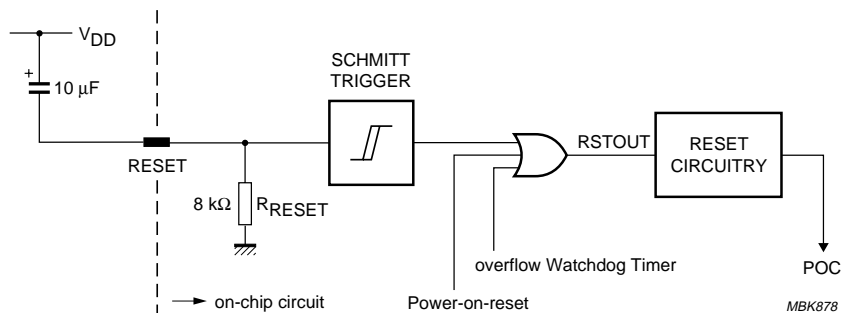 VDD
+
10 μF
RESET
8 kΩ RRESET
SCHMITT
TRIGGER
RSTOUT
RESET
CIRCUITRY
overflow Watchdog Timer
Power-on-reset
POC
on-chip circuit
MBK878